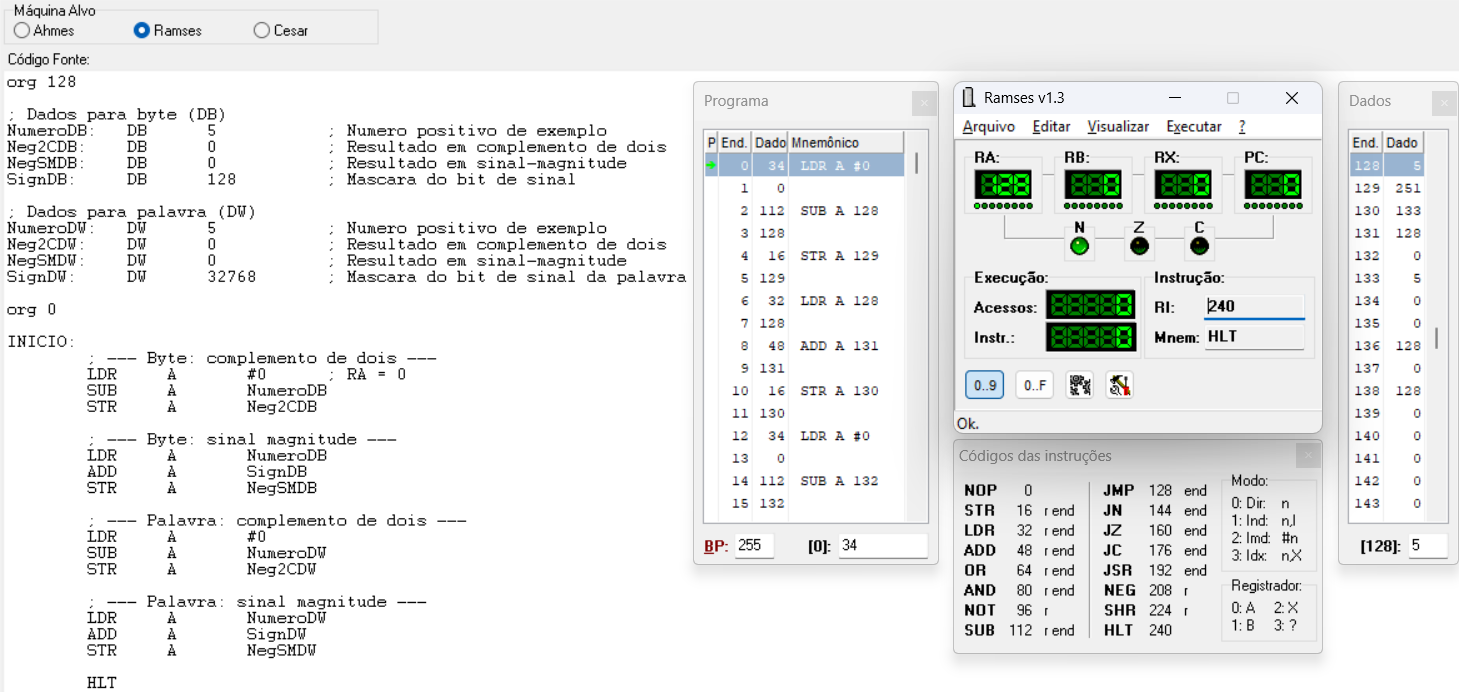 Máquina Alvo
Ahmes Ramses Cesar
Código Fonte:
org 128
; Dados para byte (DB)
NumeroDB: DB 5 ; Numero positivo de exemplo
Neg2CDB: DB 0 ; Resultado em complemento de dois
NegSMDB: DB 0 ; Resultado em sinal-magnitude
SignDB: DB 128 ; Mascara do bit de sinal
; Dados para palavra (DW)
NumeroDW: DW 5 ; Numero positivo de exemplo
Neg2CDW: DW 0 ; Resultado em complemento de dois
NegSMDW: DW 0 ; Resultado em sinal-magnitude
SignDW: DW 32768 ; Mascara do bit de sinal da palavra
org 0
INICIO:
; --- Byte: complemento de dois ---
LDR A #0 ; RA = 0
SUB A NumeroDB
STR A Neg2CDB
; --- Byte: sinal magnitude ---
LDR A NumeroDB
ADD A SignDB
STR A NegSMDB
; --- Palavra: complemento de dois ---
LDR A #0
SUB A NumeroDW
STR A Neg2CDW
; --- Palavra: sinal magnitude ---
LDR A NumeroDW
ADD A SignDW
STR A NegSMDW
HLT
Programa
P End. Dado Mnemônico
0 34 LDR A #0
1 0
2 112 SUB A 128
3 128
4 16 STR A 129
5 129
6 32 LDR A 128
7 128
8 48 ADD A 131
9 131
10 16 STR A 130
11 130
12 34 LDR A #0
13 0
14 112 SUB A 132
15 132
BP: 255 [0]: 34
Ramses v1.3
Arquivo Editar Visualizar Executar ?
RA: RB: RX: PC:
128 0 0 0
N Z C
Execução: Instrução:
Acessos: 0 RI: 240
Instr.: 0 Mnem: HLT
0..9 0..F
Ok.
Códigos das instruções
NOP 0 JMP 128 end
STR 16 r end JN 144 end
LDR 32 r end JZ 160 end
ADD 48 r end JC 176 end
OR 64 r end JSR 192 end
AND 80 r end NEG 208 r
NOT 96 r SHR 224 r
SUB 112 r end HLT 240
Modo:
0: Dir: n
1: Ind: n,I
2: Imd: #n
3: Idx: n,X
Registrador:
0: A 2: X
1: B 3: ?
Dados
End. Dado
128 5
129 251
130 133
131 128
132 0
133 5
134 0
135 0
136 128
137 0
138 128
139 0
140 0
141 0
142 0
143 0
[128]: 5